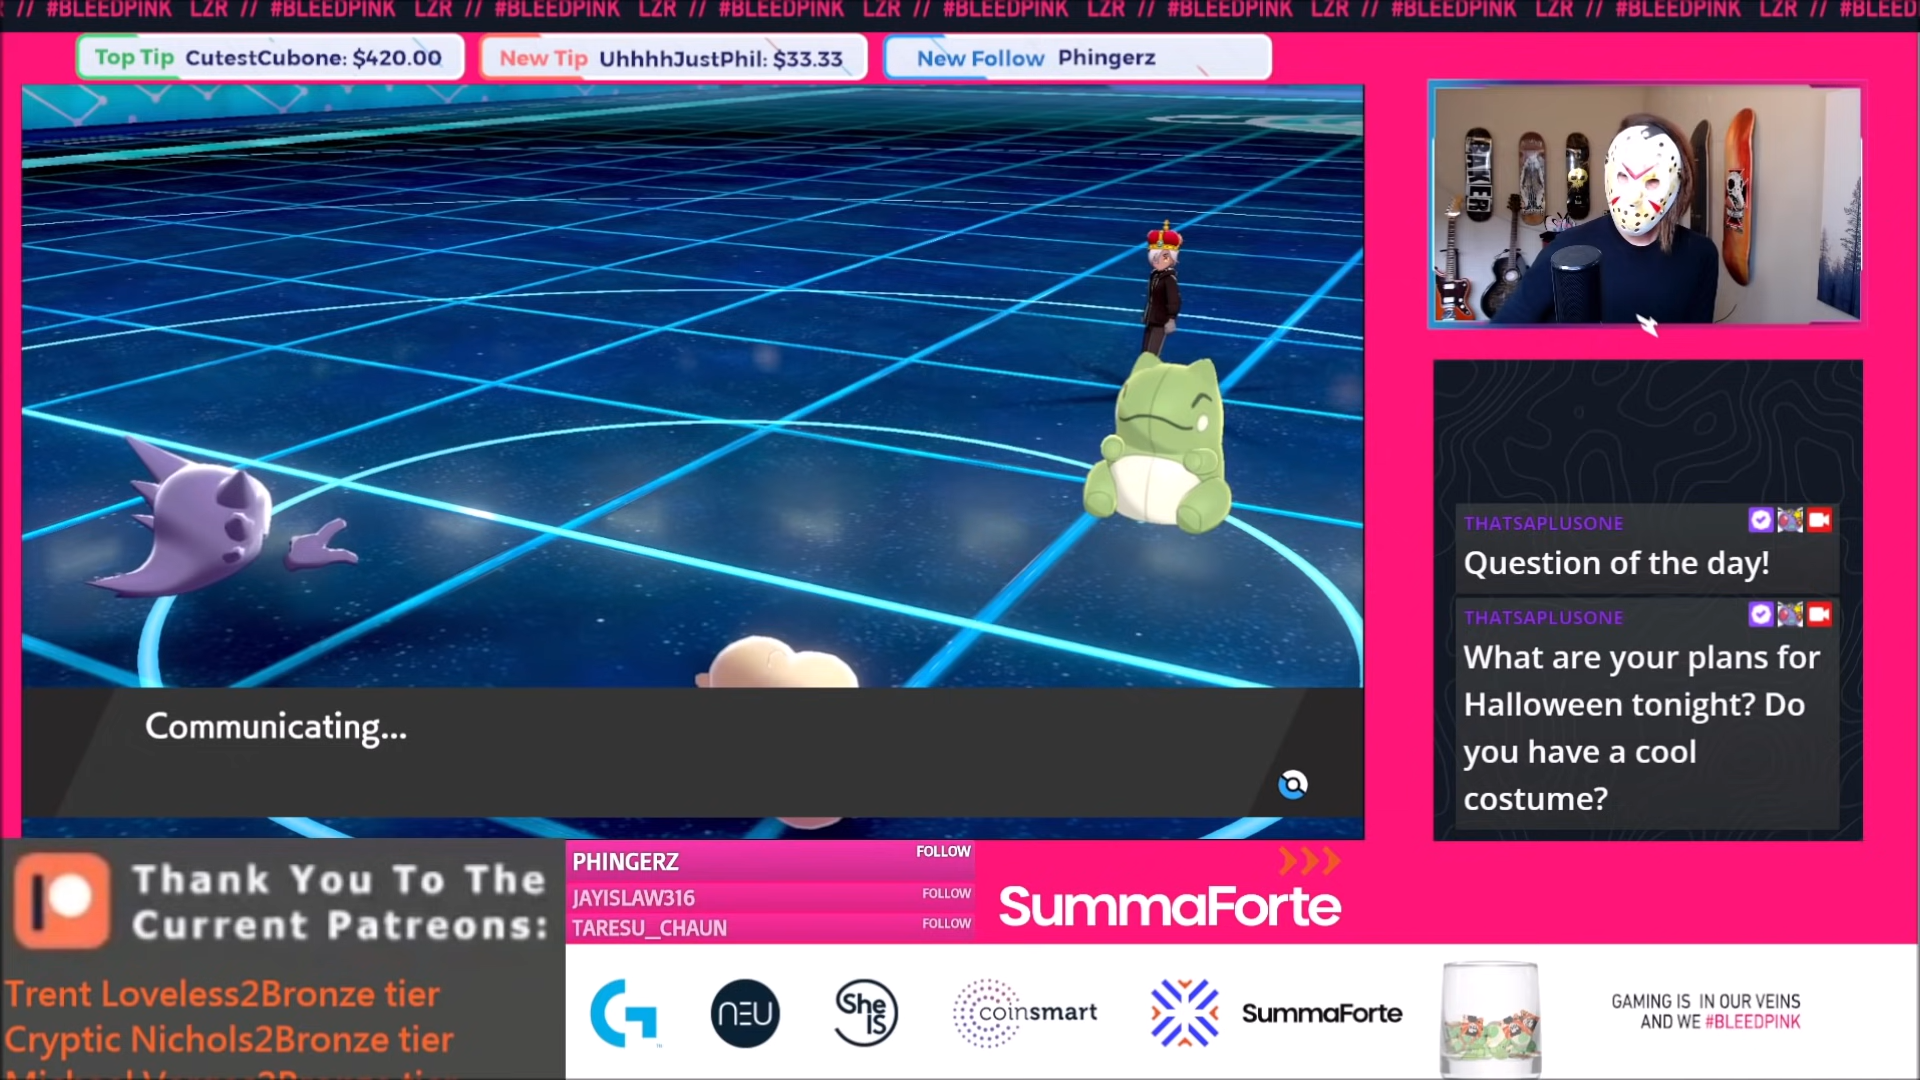 // #BLEEDPINK LZR // #BLEEDPINK LZR // #BLEEDPINK LZR // #BLEEDPINK LZR // #BLEEDPINK LZR // #BLEEDPINK LZR // #BLEEDPINK LZR // #BLEEDPINK LZR // #BLEED
Top Tip CutestCubone: $420.00
New Tip UhhhhJustPhil: $33.33
New Follow Phingerz
BAKER
THATSAPLUSONE
Question of the day!
THATSAPLUSONE
What are your plans for
Halloween tonight? Do
you have a cool
costume?
Communicating...
Thank You To The
Current Patreons:
Trent Loveless2Bronze tier
Cryptic Nichols2Bronze tier
PHINGERZ FOLLOW
JAYISLAW316 FOLLOW
TARESU_CHAUN FOLLOW
SummaForte
G
NEU
She
IS
coinsmart
SummaForte
GAMING IS IN OUR VEINS
AND WE #BLEEDPINK